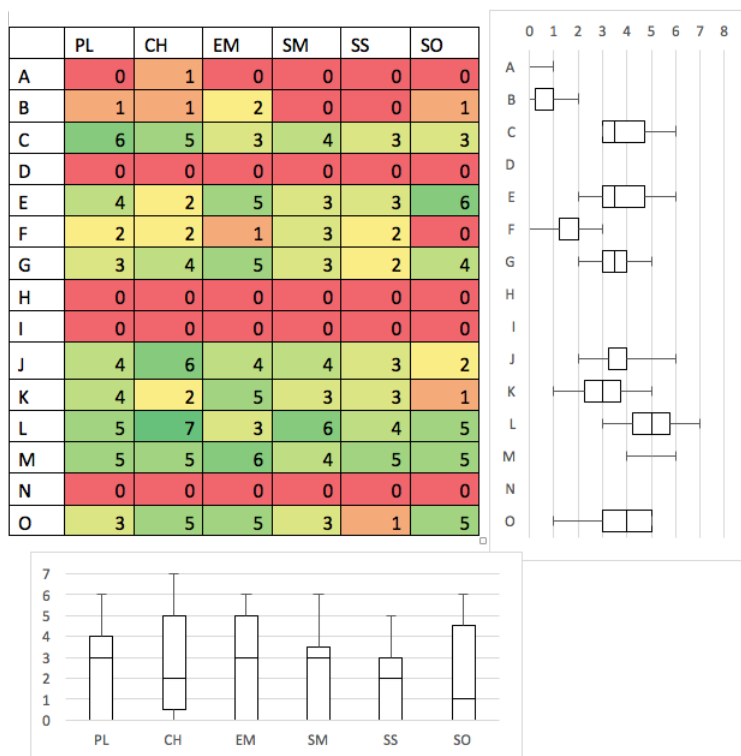 PL CH EM SM SS SO
A 0 1 0 0 0 0
B 1 1 2 0 0 1
C 6 5 3 4 3 3
D 0 0 0 0 0 0
E 4 2 5 3 3 6
F 2 2 1 3 2 0
G 3 4 5 3 2 4
H 0 0 0 0 0 0
I 0 0 0 0 0 0
J 4 6 4 4 3 2
K 4 2 5 3 3 1
L 5 7 3 6 4 5
M 5 5 6 4 5 5
N 0 0 0 0 0 0
O 3 5 5 3 1 5
0 1 2 3 4 5 6 7 8
A
B
C
D
E
F
G
H
I
J
K
L
M
N
O
7
6
5
4
3
2
1
0
PL CH EM SM SS SO